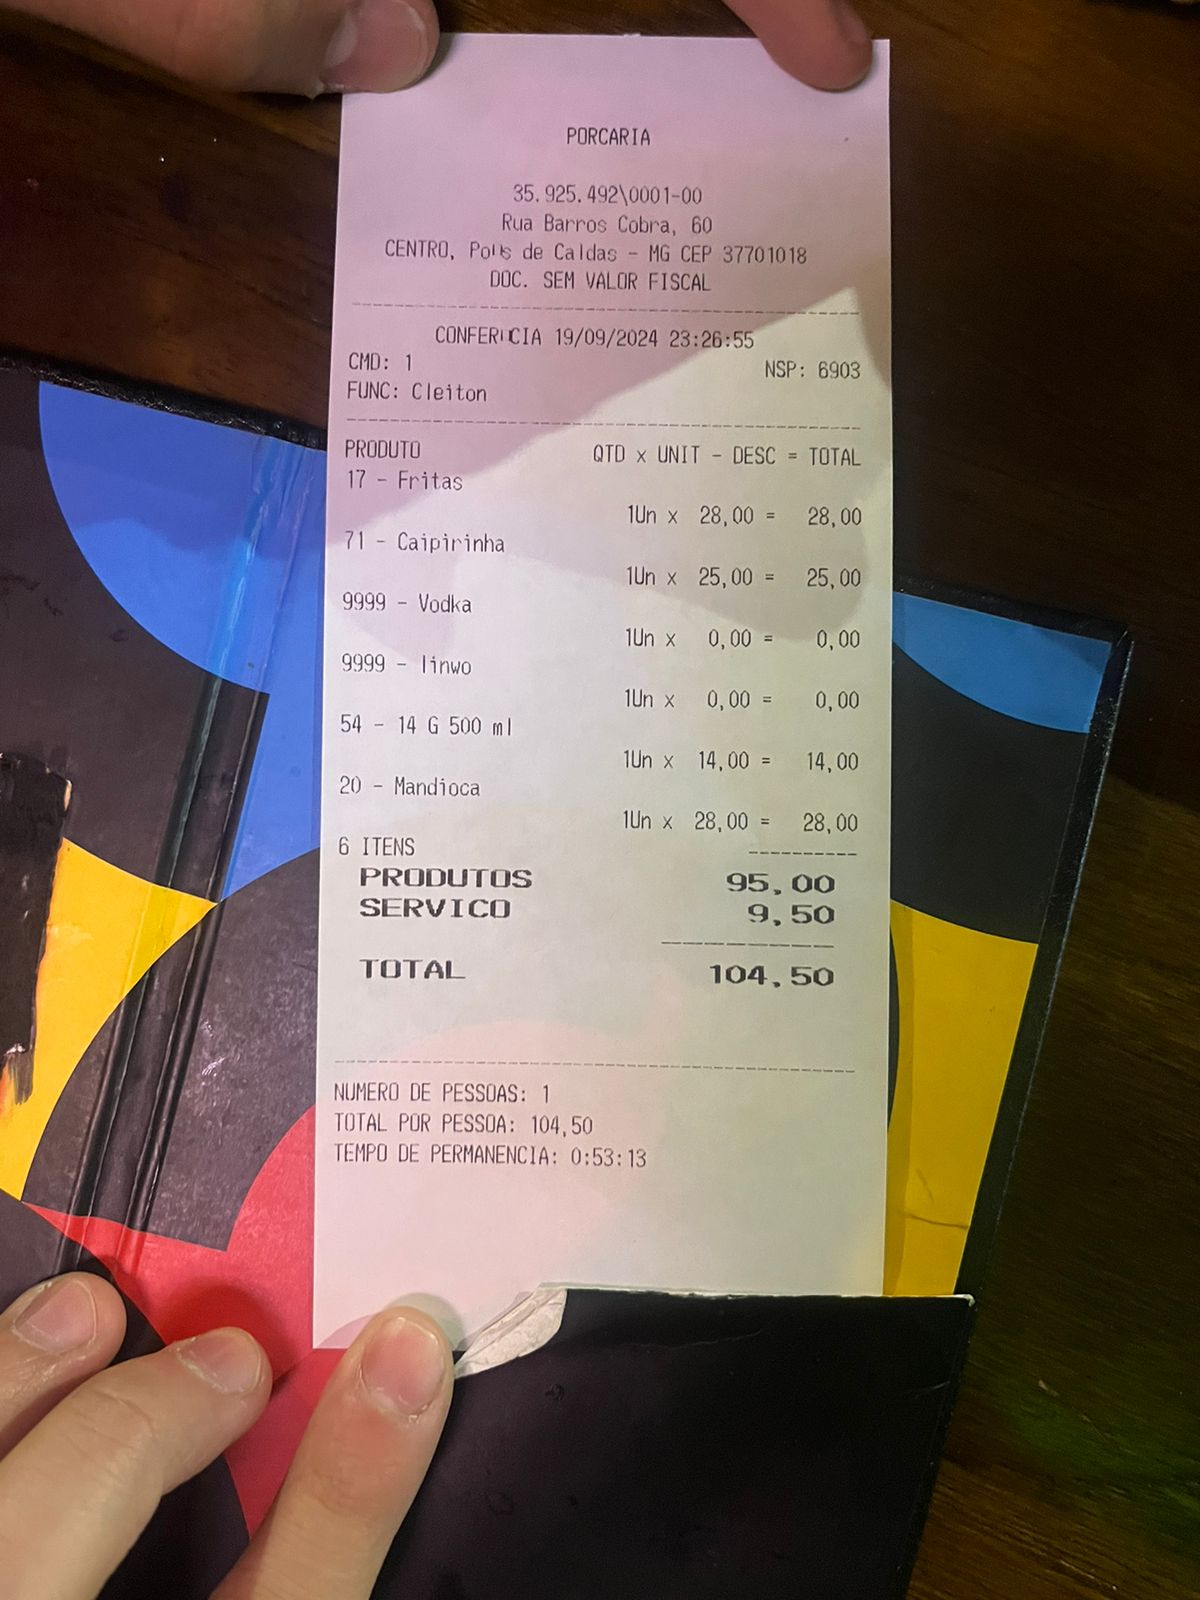 PORCARIA
35.925.492\0001-00
Rua Barros Cobra, 60
CENTRO, de Caldas - MG CEP 37701018
DOC. SEM VALOR FISCAL
19/09/2024 23:26:55
CMD: 1 NSP: 6903
FUNC: Cleiton
PRODUTO QTD x UNIT - DESC = TOTAL
17 - Fritas
1Un x 28,00 = 28,00
71 - Caipirinha
1Un x 25,00 = 25,00
9999 - Vodka
1Un x 0,00 = 0,00
9999 - linwo
1Un x 0,00 = 0,00
54 - 14 G 500 ml
1Un x 14,00 = 14,00
20 - Mandioca
1Un x 28,00 = 28,00
6 ITENS
PRODUTOS 95,00
SERVICO 9,50
TOTAL 104,50
NUMERO DE PESSOAS: 1
TOTAL POR PESSOA: 104,50
TEMPO DE PERMANENCIA: 0:53:13